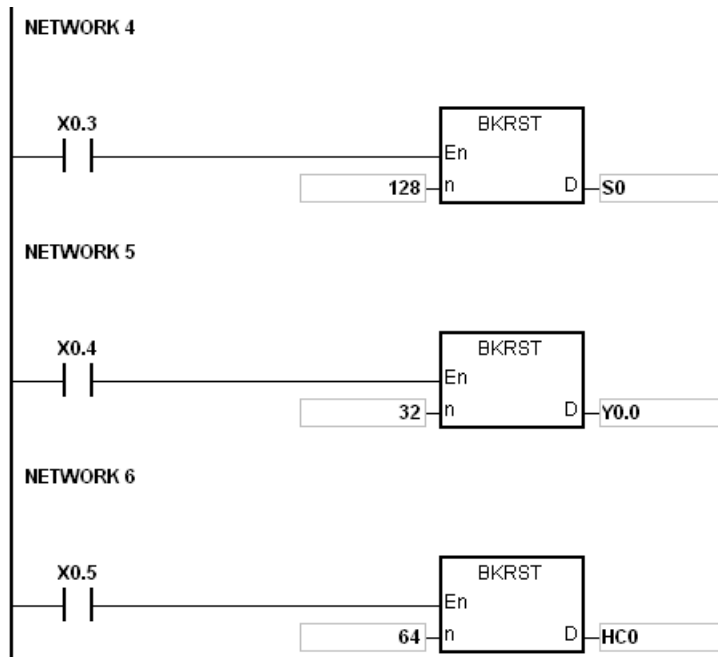 NETWORK 4
X0.3
BKRST
En
128 n D S0
NETWORK 5
X0.4
BKRST
En
32 n D Y0.0
NETWORK 6
X0.5
BKRST
En
64 n D HC0